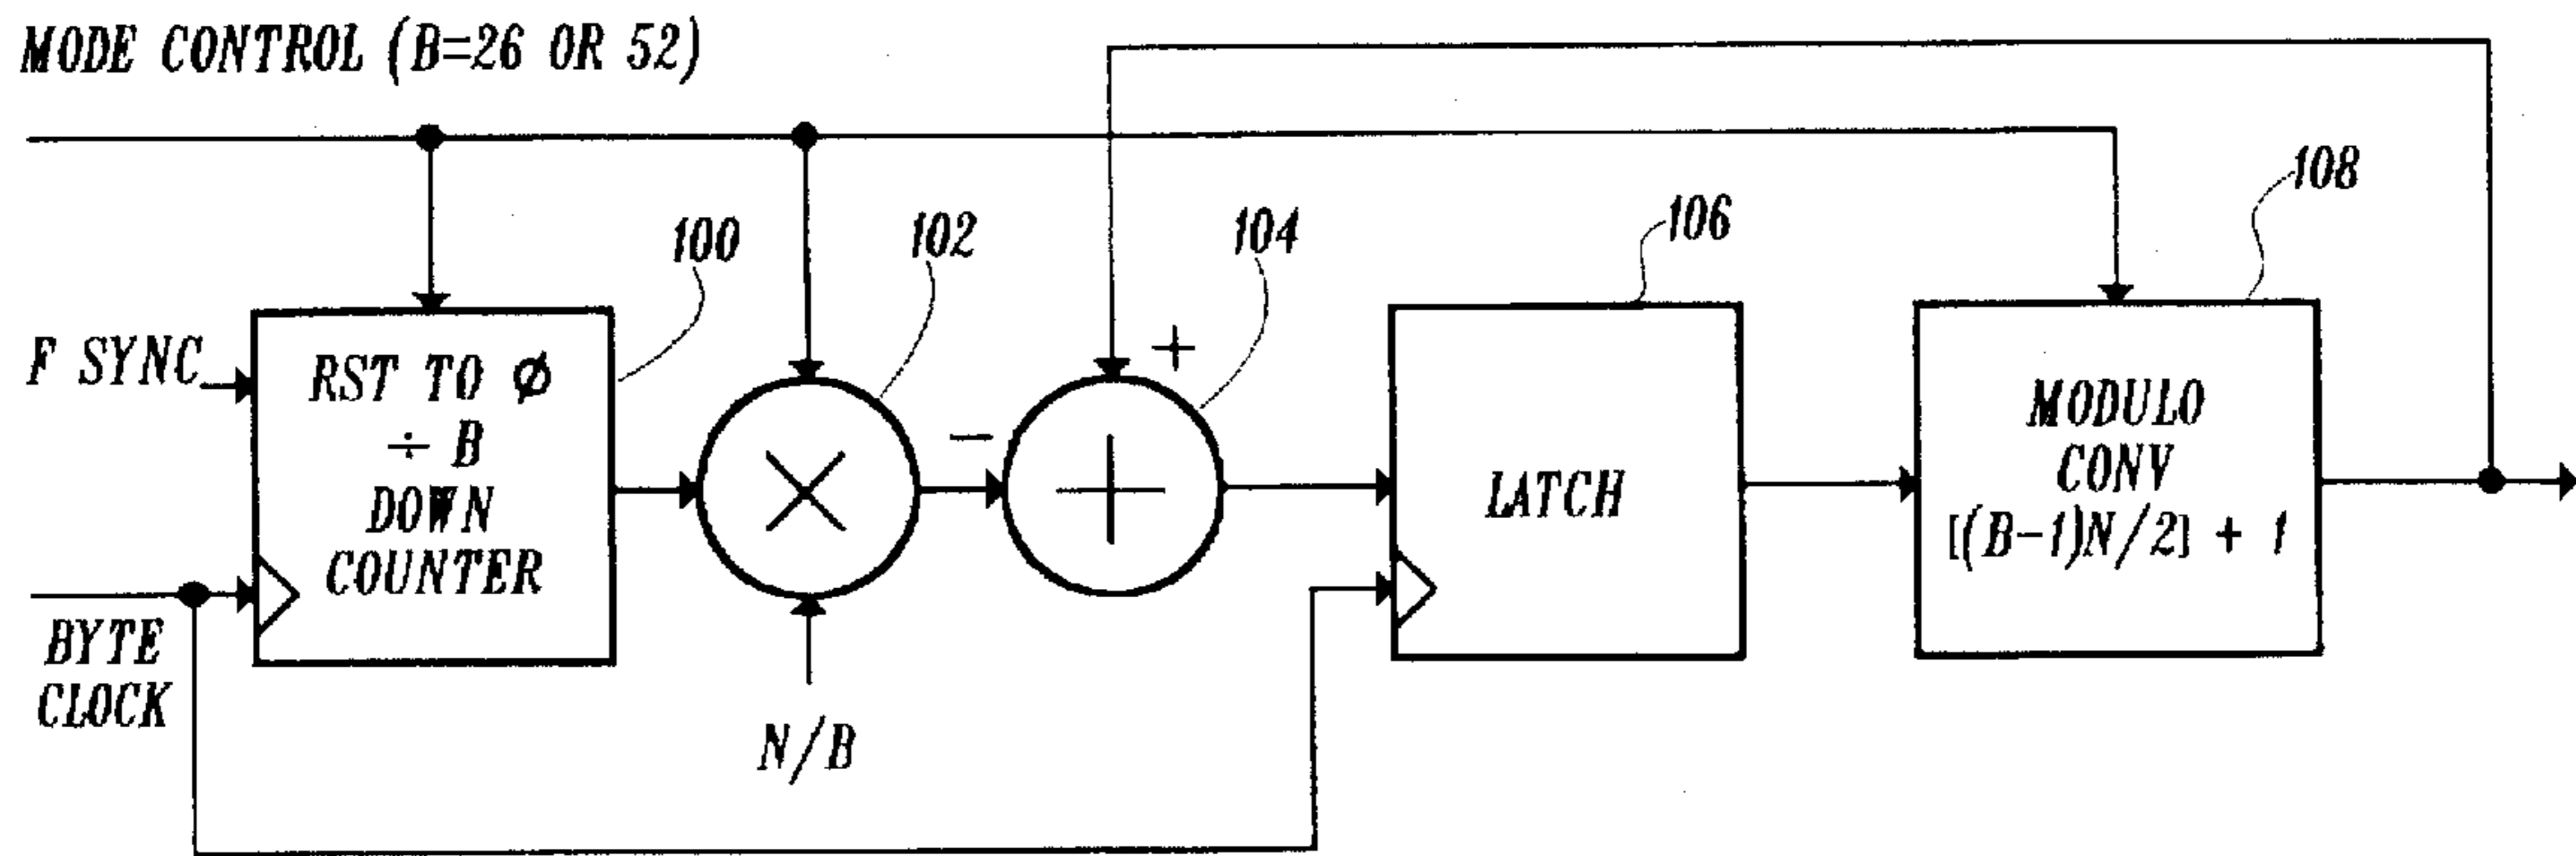 MODE CONTROL (B=26 OR 52)
100
102
104
106
108
F SYNC
RST TO Ø
÷ B
DOWN
COUNTER
BYTE
CLOCK
×
N/B
−
+
+
LATCH
MODULO
CONV
[(B-1)N/2] + 1